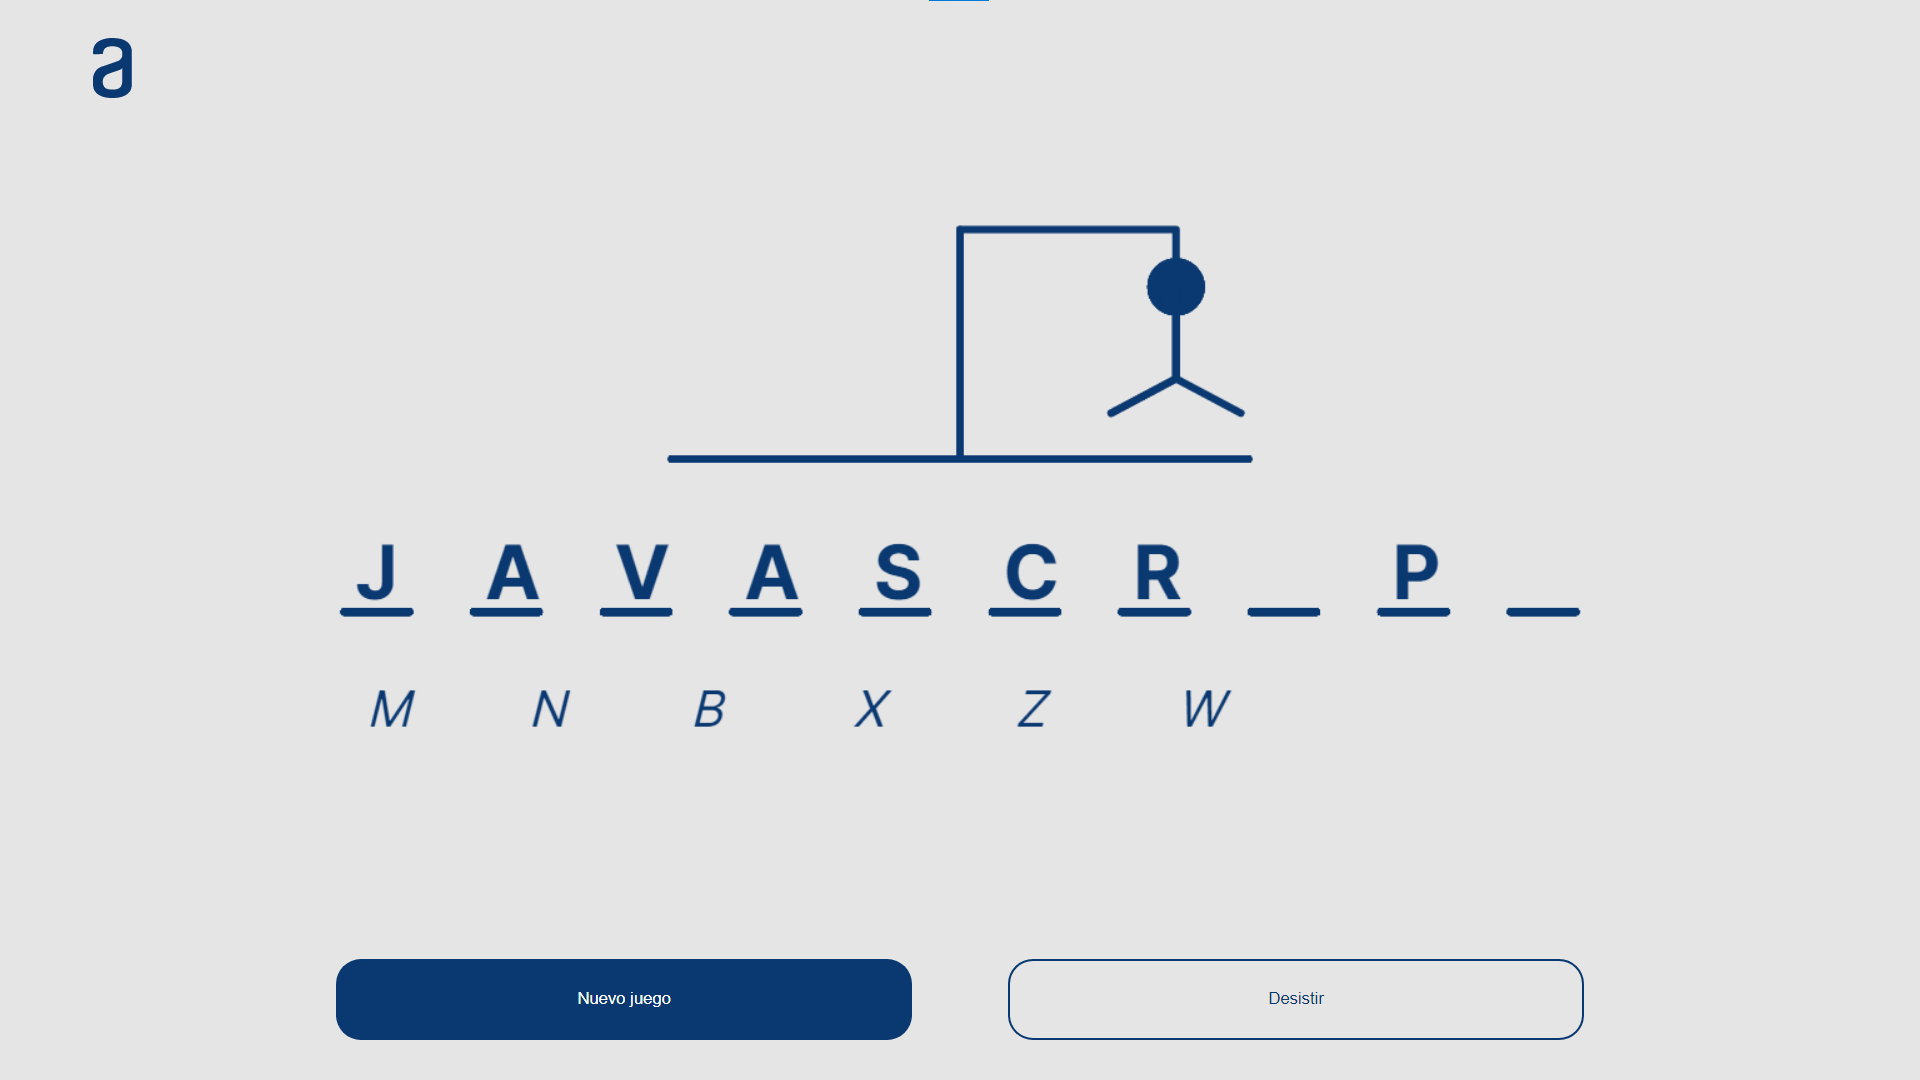 a
J A V A S C R _ P _
M N B X Z W
Nuevo juego
Desistir